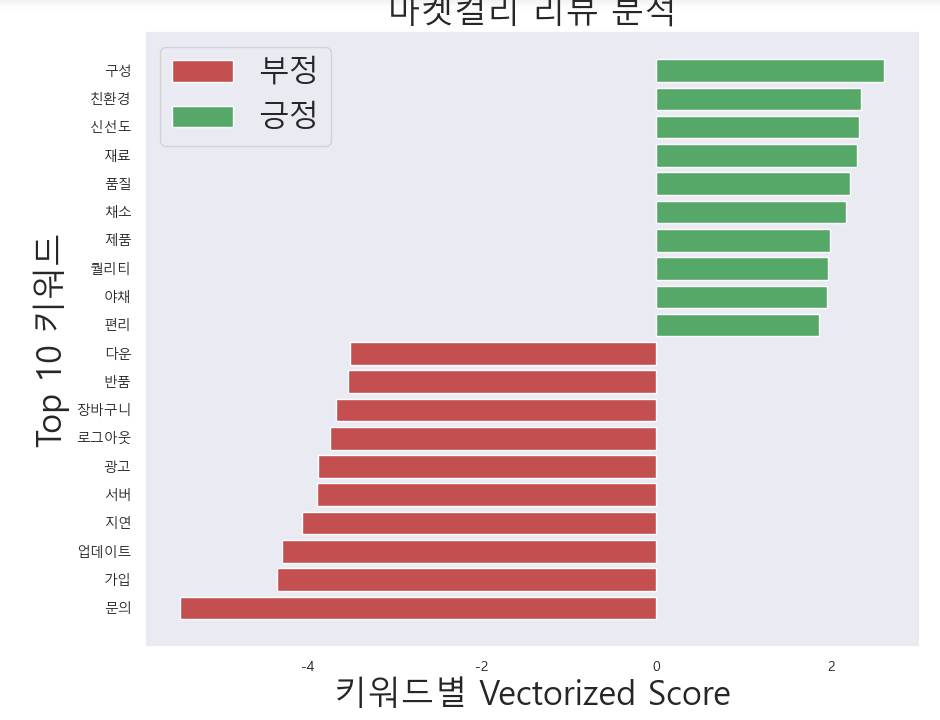 마켓컬리 리뷰 분석
부정
긍정
구성
친환경
신선도
재료
품질
채소
제품
퀄리티
야채
편리
다운
반품
장바구니
로그아웃
광고
서버
지연
업데이트
가입
문의
Top 10 키워드
-4
-2
0
2
키워드별 Vectorized Score